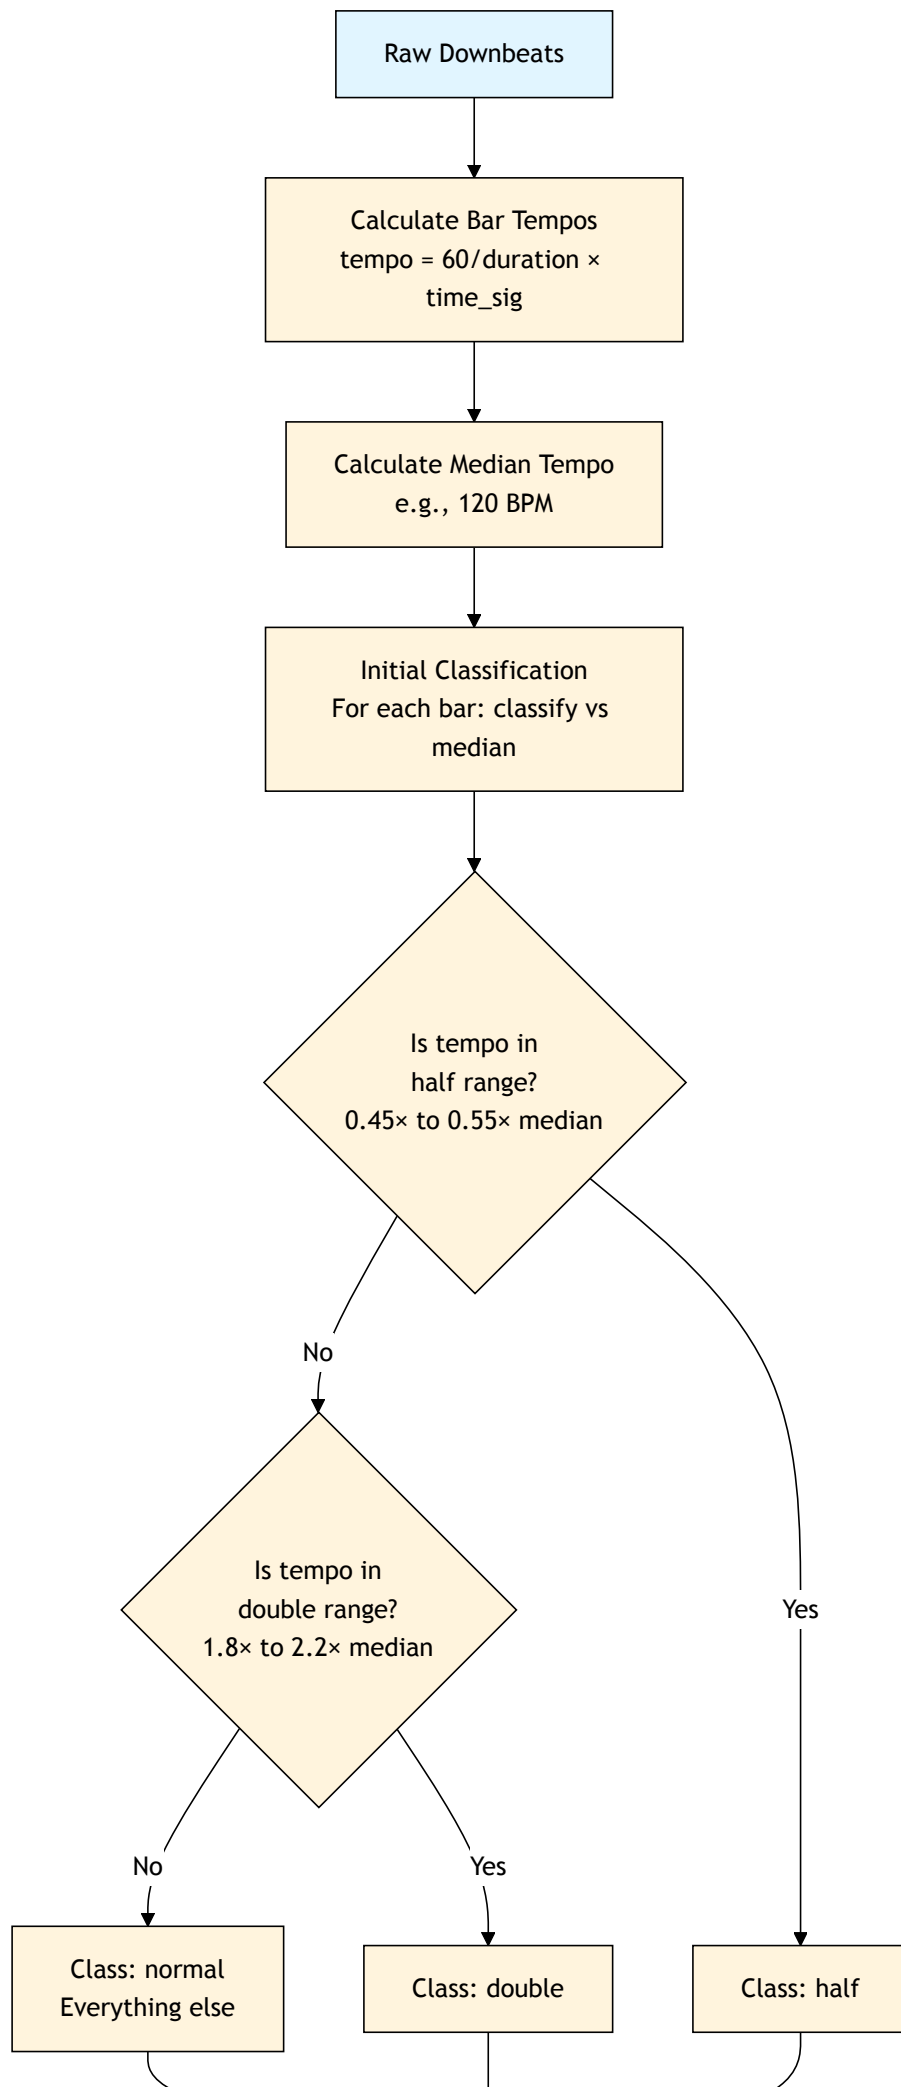 Raw Downbeats
Calculate Bar Tempos
tempo = 60/duration ×
time_sig
Calculate Median Tempo
e.g., 120 BPM
Initial Classification
For each bar: classify vs
median
Is tempo in
half range?
0.45× to 0.55× median
No
Is tempo in
double range?
1.8× to 2.2× median
Yes
No
Yes
Class: normal
Everything else
Class: double
Class: half